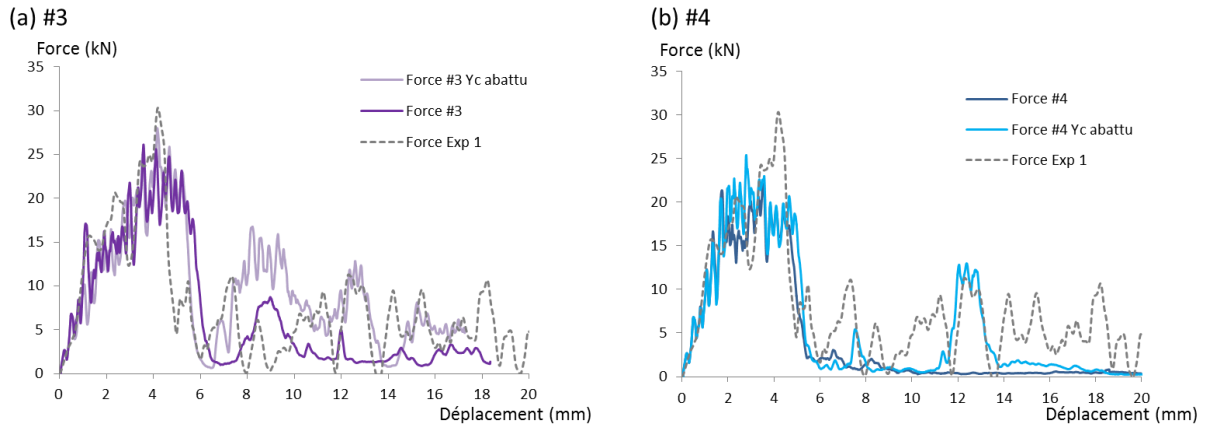 (a) #3
Force (kN)
35
30
25
20
15
10
5
0
0 2 4 6 8 10 12 14 16 18 20
Déplacement (mm)
Force #3 Yc abattu
Force #3
Force Exp 1
(b) #4
Force (kN)
35
30
25
20
15
10
5
0
0 2 4 6 8 10 12 14 16 18 20
Déplacement (mm)
Force #4
Force #4 Yc abattu
Force Exp 1